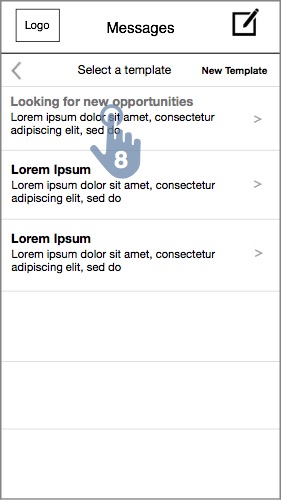 Logo
Messages
Select a template
New Template
Looking for new opportunities
Lorem ipsum dolor sit amet, consectetur
adipiscing elit, sed do
8
Lorem Ipsum
Lorem ipsum dolor sit amet, consectetur
adipiscing elit, sed do
Lorem Ipsum
Lorem ipsum dolor sit amet, consectetur
adipiscing elit, sed do